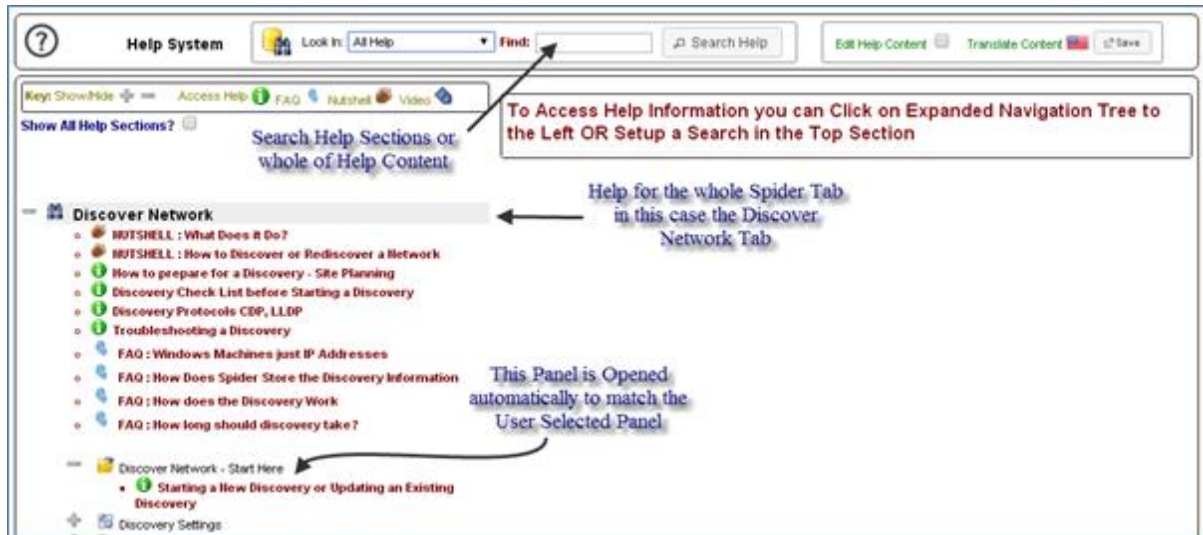 ?
Help System
Look In: All Help
Find:
Search Help
Edit Help Content
Translate Content
Save
Key: Show/Hide Access Help FAQ Nutshell Video
Show All Help Sections?
To Access Help Information you can Click on Expanded Navigation Tree to
the Left OR Setup a Search in the Top Section
Search Help Sections or
whole of Help Content
Help for the whole Spider Tab
in this case the Discover
Network Tab
Discover Network
NUTSHELL : What Does it Do?
NUTSHELL : How to Discover or Rediscover a Network
How to prepare for a Discovery - Site Planning
Discovery Check List before Starting a Discovery
Discovery Protocols CDP, LLDP
Troubleshooting a Discovery
FAQ : Windows Machines just IP Addresses
FAQ : How Does Spider Store the Discovery Information
FAQ : How does the Discovery Work
FAQ : How long should discovery take?
This Panel is Opened
automatically to match the
User Selected Panel
Discover Network - Start Here
Starting a New Discovery or Updating an Existing
Discovery
Discovery Settings